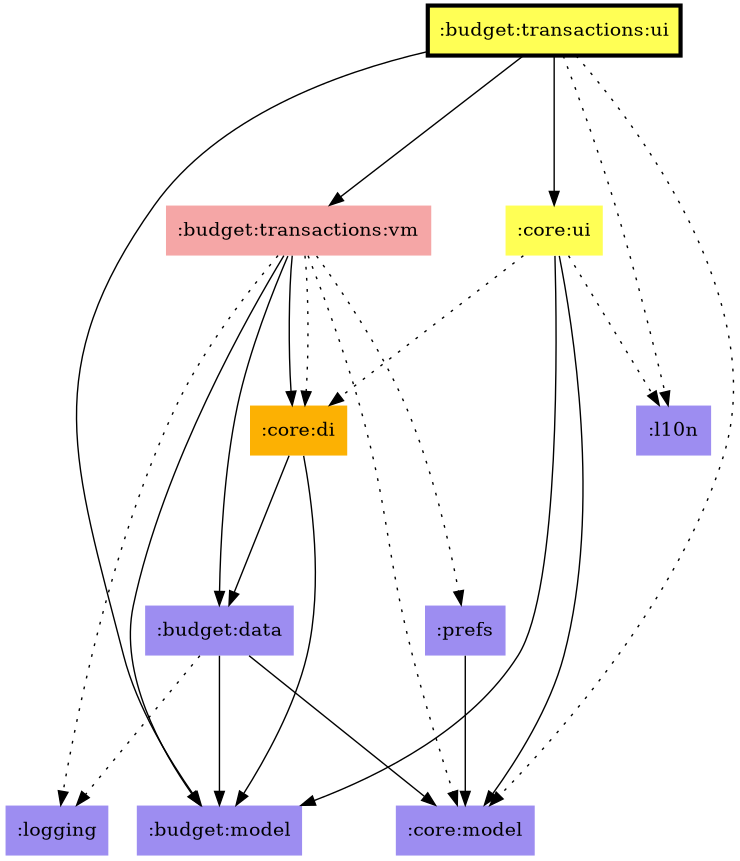 :budget:transactions:ui
:budget:transactions:vm
:core:ui
:core:di
:l10n
:budget:data
:prefs
:logging
:budget:model
:core:model